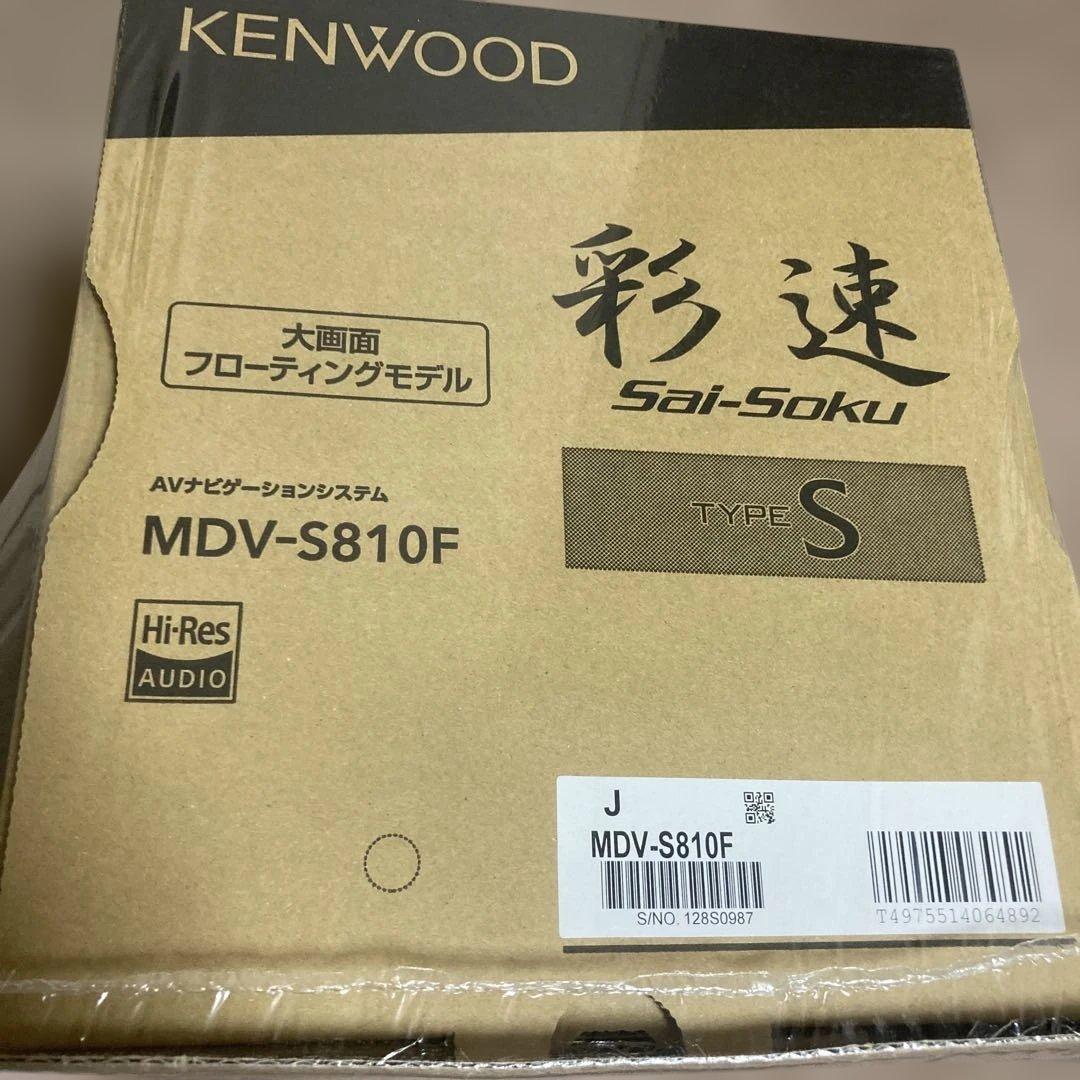 KENWOOD
彩速
Sai-Soku
大画面
フローティングモデル
TYPE S
AVナビゲーションシステム
MDV-S810F
Hi-Res
AUDIO
J
MDV-S810F
S/NO. 128S0987
T4975514064892